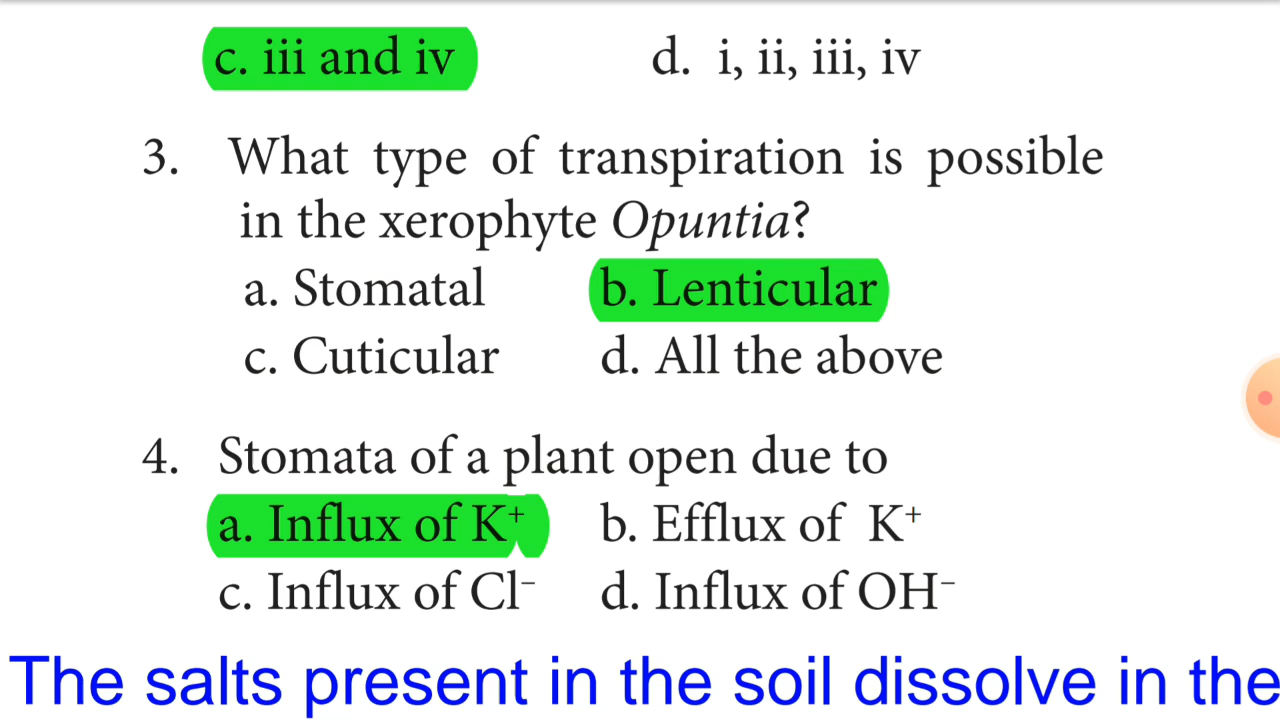 c. iii and iv d. i, ii, iii, iv
3. What type of transpiration is possible
in the xerophyte Opuntia?
a. Stomatal b. Lenticular
c. Cuticular d. All the above
4. Stomata of a plant open due to
a. Influx of K⁺ b. Efflux of K⁺
c. Influx of Cl⁻ d. Influx of OH⁻
The salts present in the soil dissolve in the